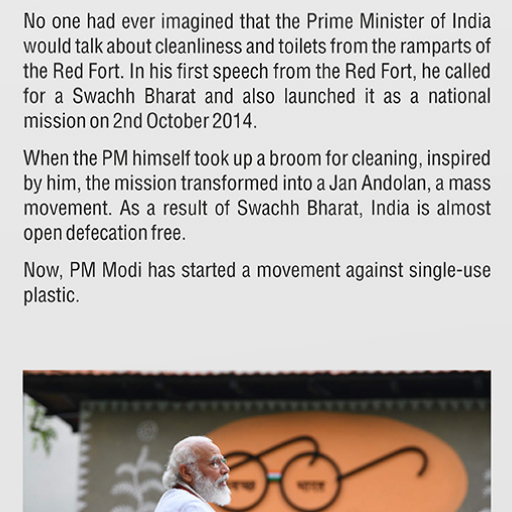 No one had ever imagined that the Prime Minister of India
would talk about cleanliness and toilets from the ramparts of
the Red Fort. In his first speech from the Red Fort, he called
for a Swachh Bharat and also launched it as a national
mission on 2nd October 2014.
When the PM himself took up a broom for cleaning, inspired
by him, the mission transformed into a Jan Andolan, a mass
movement. As a result of Swachh Bharat, India is almost
open defecation free.
Now, PM Modi has started a movement against single-use
plastic.
भारत